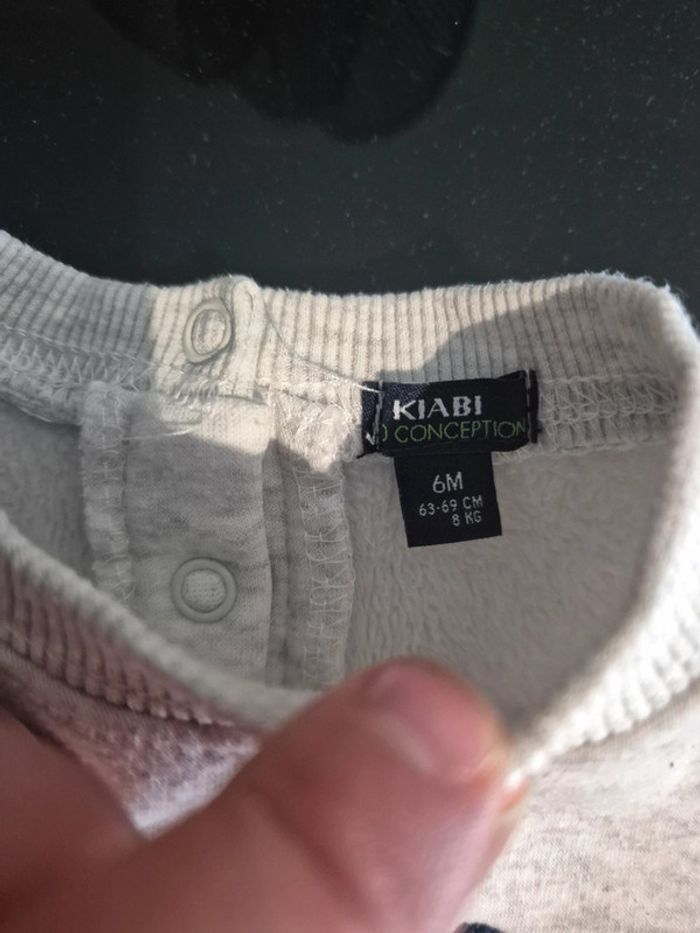 KIABI
CONCEPTION
6M
63-69 CM
8 KG